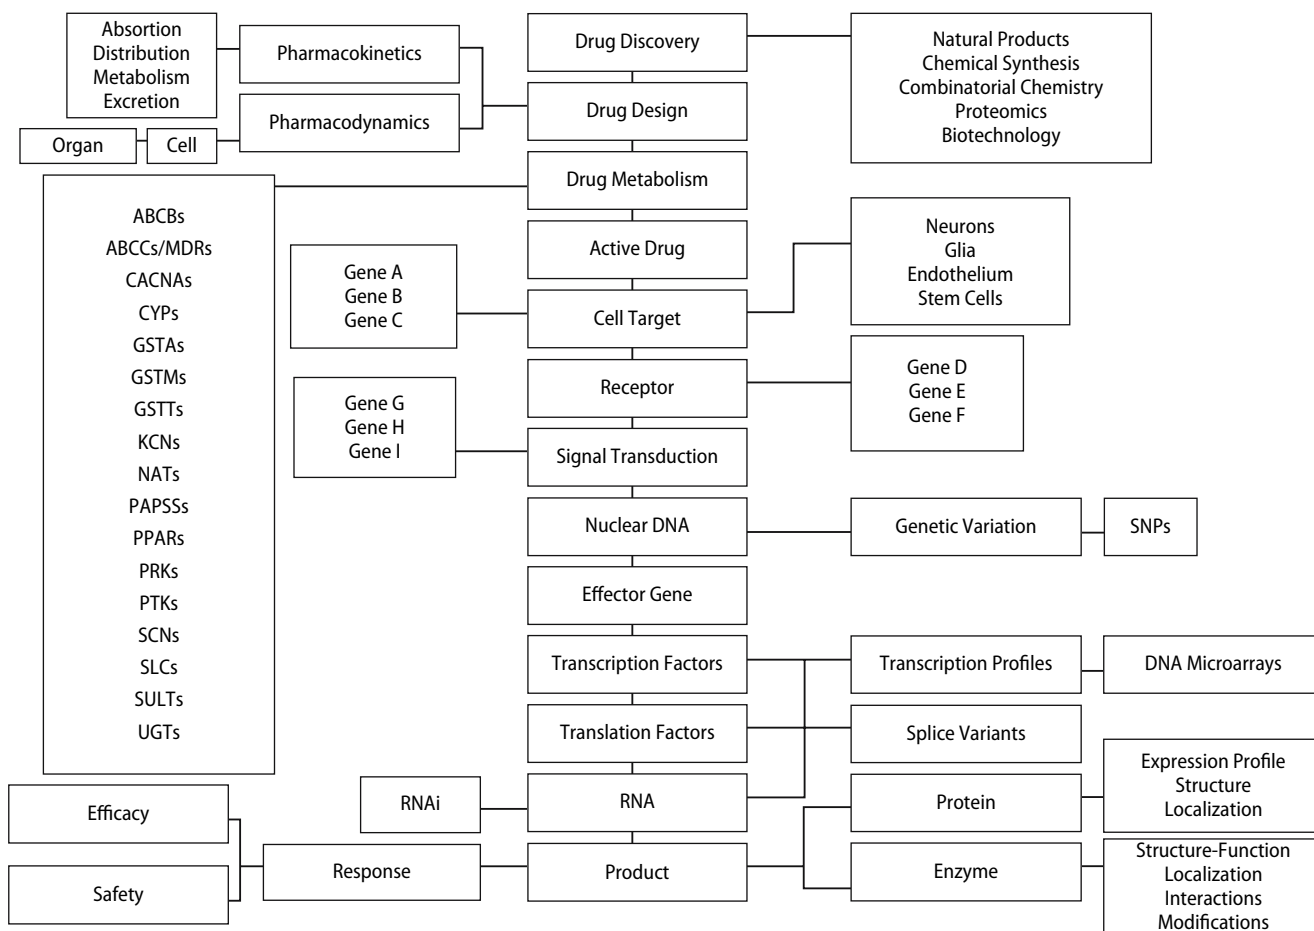 Absortion
Distribution
Metabolism
Excretion
Pharmacokinetics
Drug Discovery
Natural Products
Chemical Synthesis
Combinatorial Chemistry
Proteomics
Biotechnology
Pharmacodynamics
Drug Design
Organ
Cell
Drug Metabolism
ABCBs
ABCCs/MDRs
CACNAs
CYPs
GSTAs
GSTMs
GSTTs
KCNs
NATs
PAPSSs
PPARs
PRKs
PTKs
SCNs
SLCs
SULTs
UGTs
Active Drug
Neurons
Glia
Endothelium
Stem Cells
Gene A
Gene B
Gene C
Cell Target
Receptor
Gene D
Gene E
Gene F
Gene G
Gene H
Gene I
Signal Transduction
Nuclear DNA
Genetic Variation
SNPs
Effector Gene
Transcription Factors
Transcription Profiles
DNA Microarrays
Translation Factors
Splice Variants
RNAi
RNA
Protein
Expression Profile
Structure
Localization
Efficacy
Safety
Response
Product
Enzyme
Structure-Function
Localization
Interactions
Modifications